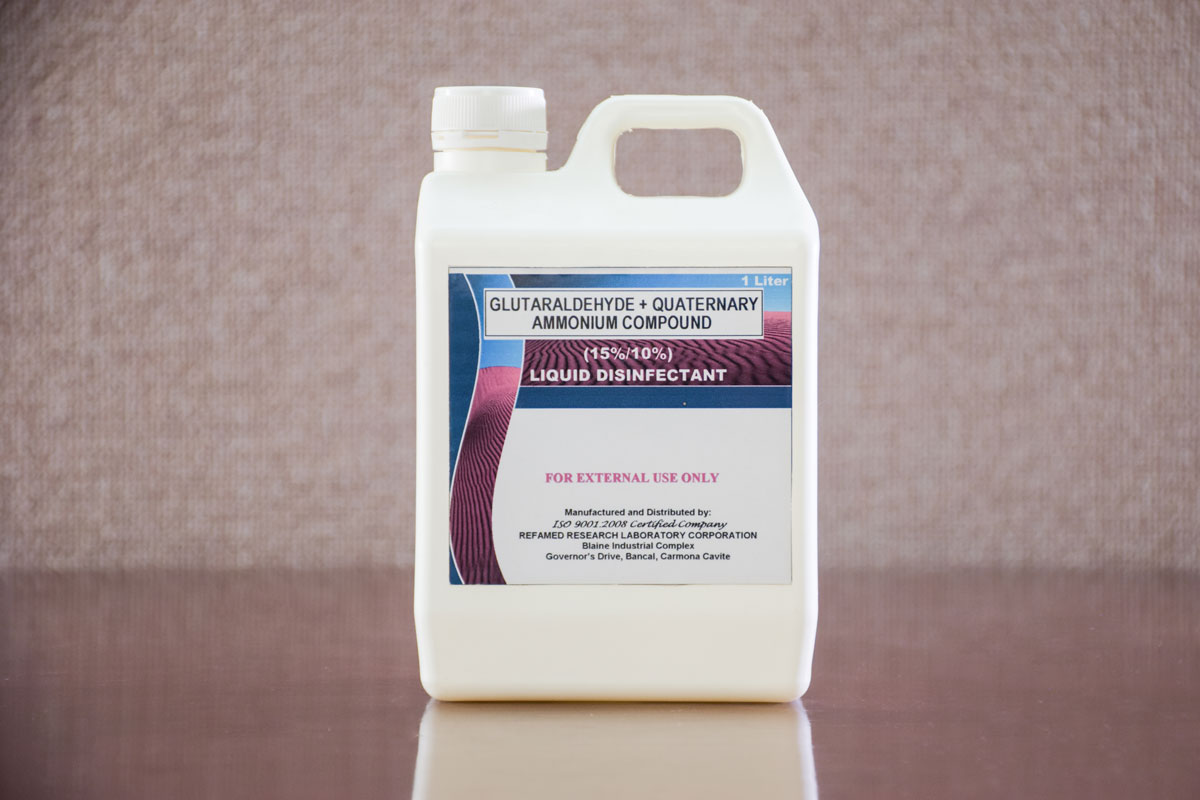 1 Liter
GLUTARALDEHYDE + QUATERNARY
AMMONIUM COMPOUND
(15%/10%)
LIQUID DISINFECTANT
FOR EXTERNAL USE ONLY
Manufactured and Distributed by:
ISO 9001:2008 Certified Company
REFAMED RESEARCH LABORATORY CORPORATION
Blaine Industrial Complex
Governor's Drive, Bancal, Carmona Cavite